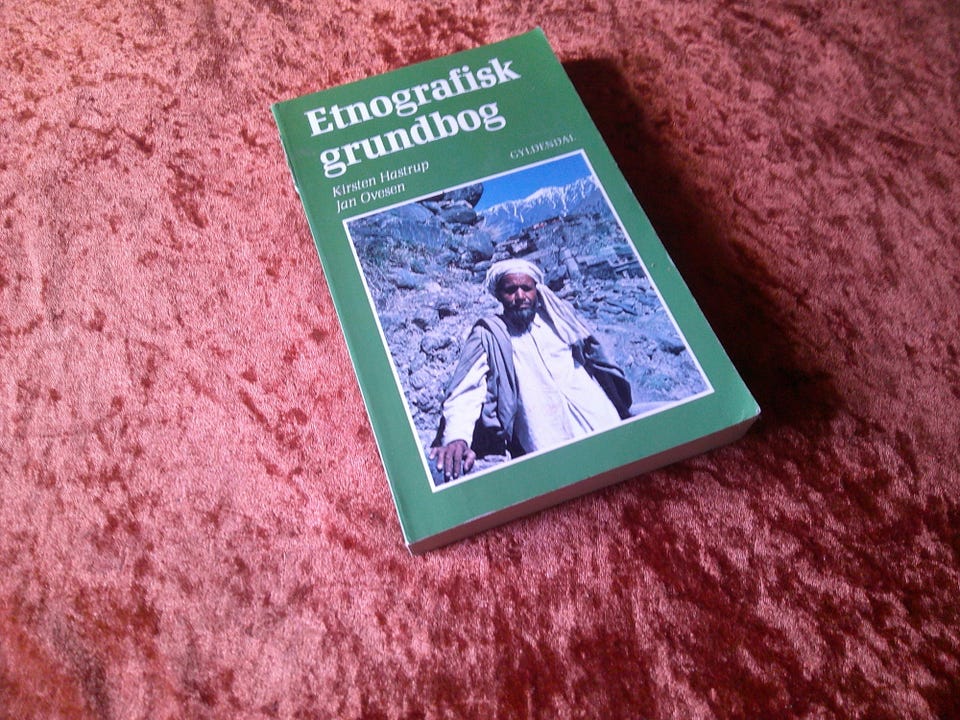 Etnografisk
grundbog
Kirsten Hastrup
Jan Ovesen
GYLDENDAL